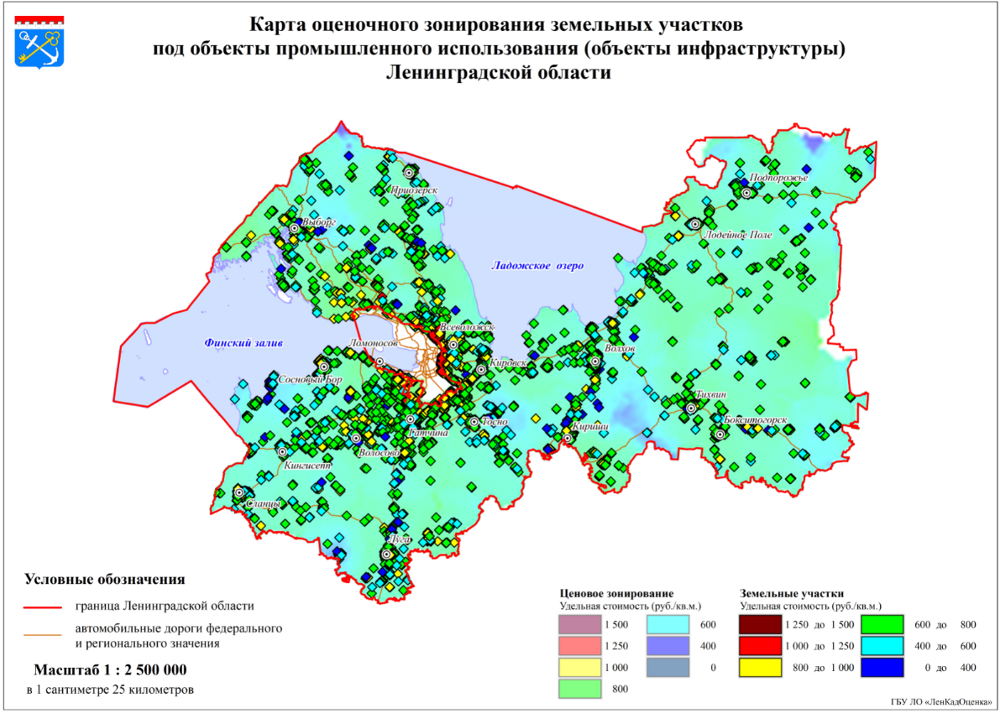 Карта оценочного зонирования земельных участков
под объекты промышленного использования (объекты инфраструктуры)
Ленинградской области
Подпорожье
Приозерск
Выборг
Лодейное Поле
Ладожское озеро
Финский залив
Всеволожск
Ломоносов
Волхов
Кировск
Сосновый Бор
Тихвин
Бокситогорск
Тосно
Кириши
Гатчина
Волосово
Кингисепп
Сланцы
Луга
Условные обозначения
граница Ленинградской области
автомобильные дороги федерального
и регионального значения
Масштаб 1 : 2 500 000
в 1 сантиметре 25 километров
Ценовое зонирование
Удельная стоимость (руб./кв.м.)
1 500 600
1 250 400
1 000 0
800
Земельные участки
Удельная стоимость (руб./кв.м.)
1 250 до 1 500 600 до 800
1 000 до 1 250 400 до 600
800 до 1 000 0 до 400
ГБУ ЛО «ЛенКадОценка»